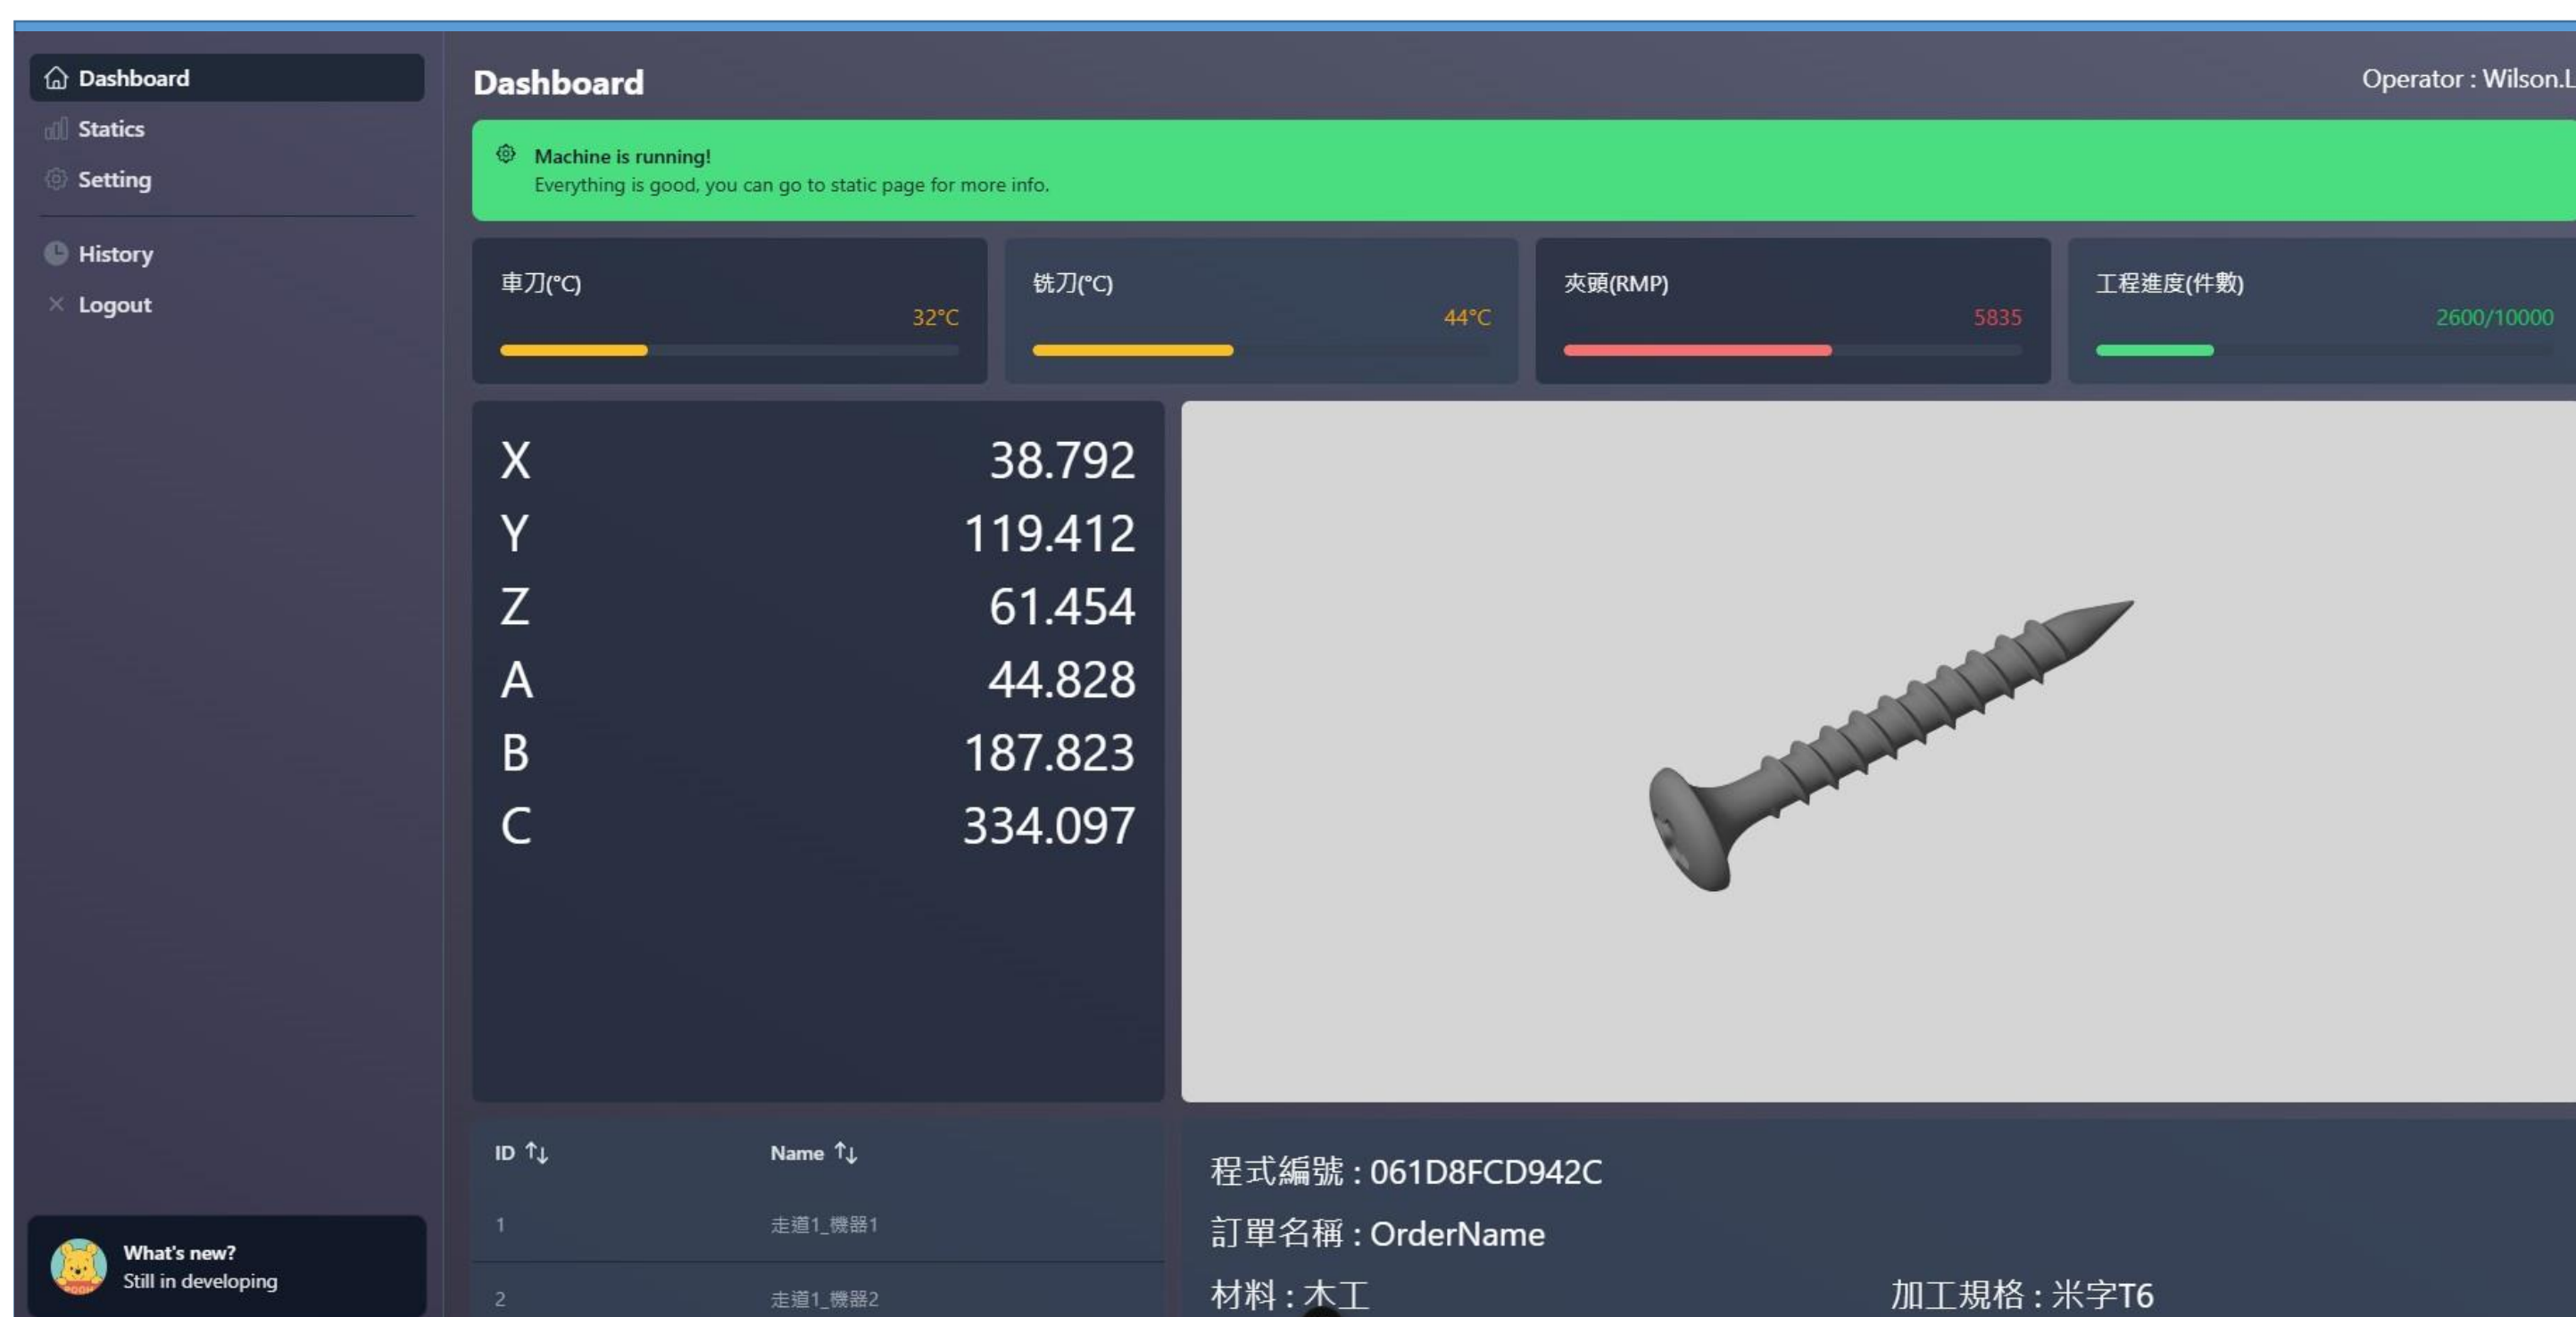 Dashboard
Statics
Setting
History
Logout
What's new?
Still in developing
POOH
Dashboard
Operator : Wilson.L
Machine is running!
Everything is good, you can go to static page for more info.
車刀(°C)
32°C
铣刀(°C)
44°C
夾頭(RMP)
5835
工程進度(件數)
2600/10000
X 38.792
Y 119.412
Z 61.454
A 44.828
B 187.823
C 334.097
ID Name
1 走道1_機器1
2 走道1_機器2
程式編號 : 061D8FCD942C
訂單名稱 : OrderName
材料 : 木工 加工規格 : 米字T6